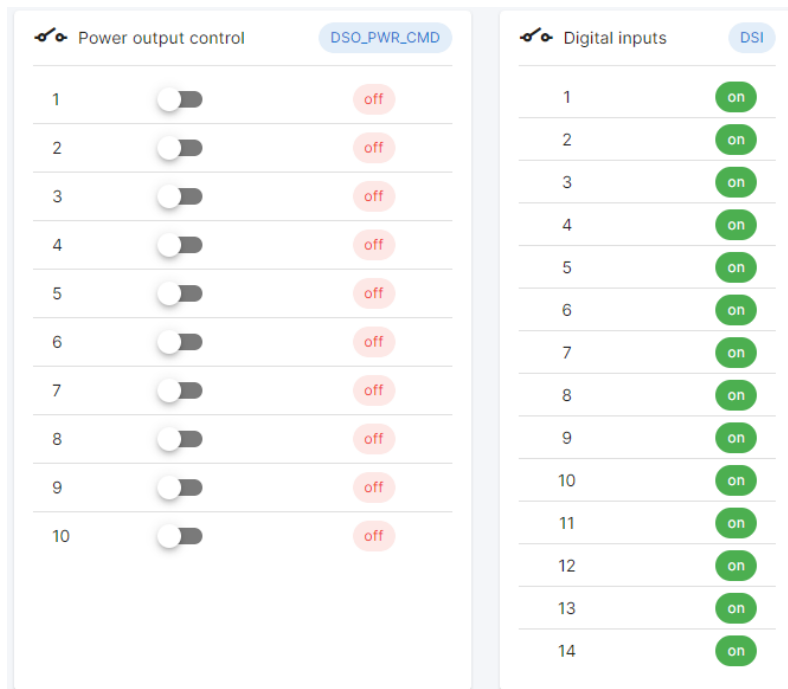 Power output control DSO_PWR_CMD
1 off
2 off
3 off
4 off
5 off
6 off
7 off
8 off
9 off
10 off
Digital inputs DSI
1 on
2 on
3 on
4 on
5 on
6 on
7 on
8 on
9 on
10 on
11 on
12 on
13 on
14 on